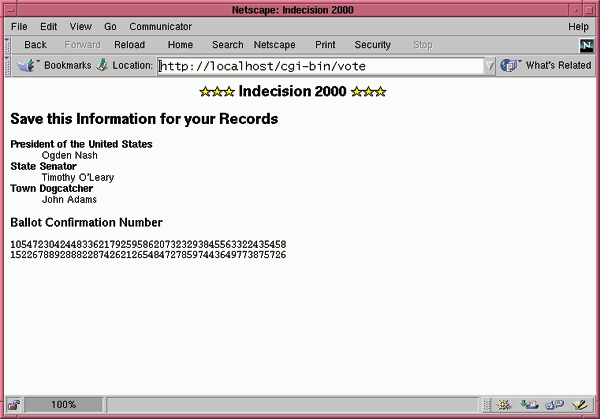 Netscape: Indecision 2000
File Edit View Go Communicator Help
Back Forward Reload Home Search Netscape Print Security Stop
Bookmarks Location: http://localhost/cgi-bin/vote What's Related
Indecision 2000
Save this Information for your Records
President of the United States
Ogden Nash
State Senator
Timothy O'Leary
Town Dogcatcher
John Adams
Ballot Confirmation Number
10547230424483362179259586207323293845563322435458
15226788928882287426212654847278597443649773875726
100%